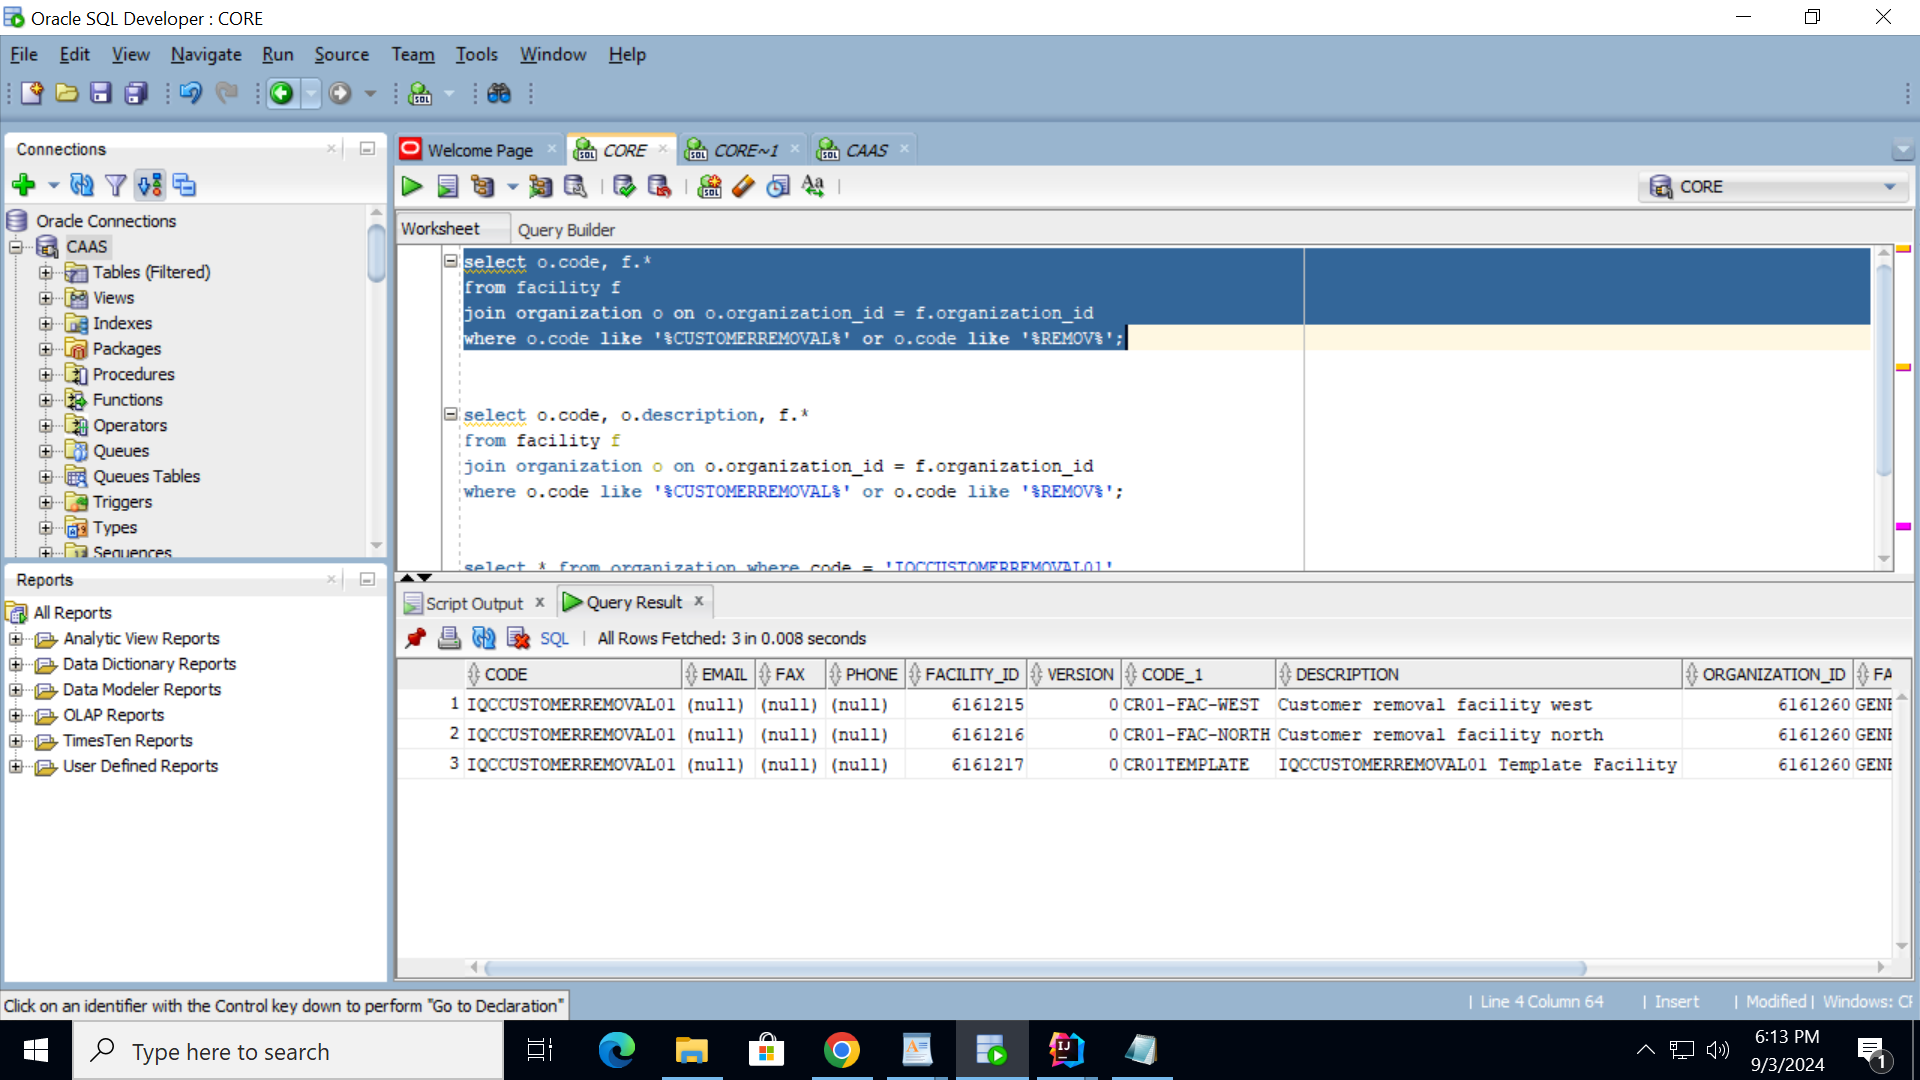 Oracle SQL Developer : CORE
File Edit View Navigate Run Source Team Tools Window Help
Connections
Oracle Connections
CAAS
Tables (Filtered)
Views
Indexes
Packages
Procedures
Functions
Operators
Queues
Queues Tables
Triggers
Types
Sequences
Reports
All Reports
Analytic View Reports
Data Dictionary Reports
Data Modeler Reports
OLAP Reports
TimesTen Reports
User Defined Reports
Welcome Page CORE CORE~1 CAAS
CORE
Worksheet Query Builder
select o.code, f.*
from facility f
join organization o on o.organization_id = f.organization_id
where o.code like '%CUSTOMERREMOVAL%' or o.code like '%REMOV%';
select o.code, o.description, f.*
from facility f
join organization o on o.organization_id = f.organization_id
where o.code like '%CUSTOMERREMOVAL%' or o.code like '%REMOV%';
select * from organization where code = 'IQCCUSTOMERREMOVAL01'
Script Output x Query Result x
SQL | All Rows Fetched: 3 in 0.008 seconds
CODE EMAIL FAX PHONE FACILITY_ID VERSION CODE_1 DESCRIPTION ORGANIZATION_ID FA
1 IQCCUSTOMERREMOVAL01 (null) (null) (null) 6161215 0 CR01-FAC-WEST Customer removal facility west 6161260 GENE
2 IQCCUSTOMERREMOVAL01 (null) (null) (null) 6161216 0 CR01-FAC-NORTH Customer removal facility north 6161260 GENE
3 IQCCUSTOMERREMOVAL01 (null) (null) (null) 6161217 0 CR01TEMPLATE IQCCUSTOMERREMOVAL01 Template Facility 6161260 GENE
Click on an identifier with the Control key down to perform "Go to Declaration"
| Line 4 Column 64 | Insert | Modified | Windows: CF
Type here to search
6:13 PM
9/3/2024
1